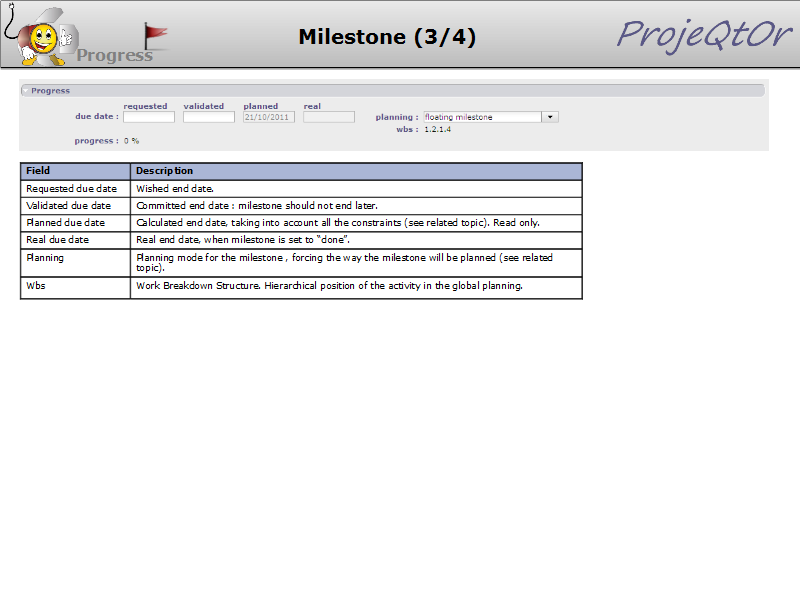 Progress
Milestone (3/4)
ProjeQtOr
Progress
requested validated planned real
due date : 21/10/2011 planning : floating milestone
wbs : 1.2.1.4
progress : 0 %
Field Description
Requested due date Wished end date.
Validated due date Committed end date : milestone should not end later.
Planned due date Calculated end date, taking into account all the constraints (see related topic). Read only.
Real due date Real end date, when milestone is set to “done”.
Planning Planning mode for the milestone , forcing the way the milestone will be planned (see related
topic).
Wbs Work Breakdown Structure. Hierarchical position of the activity in the global planning.